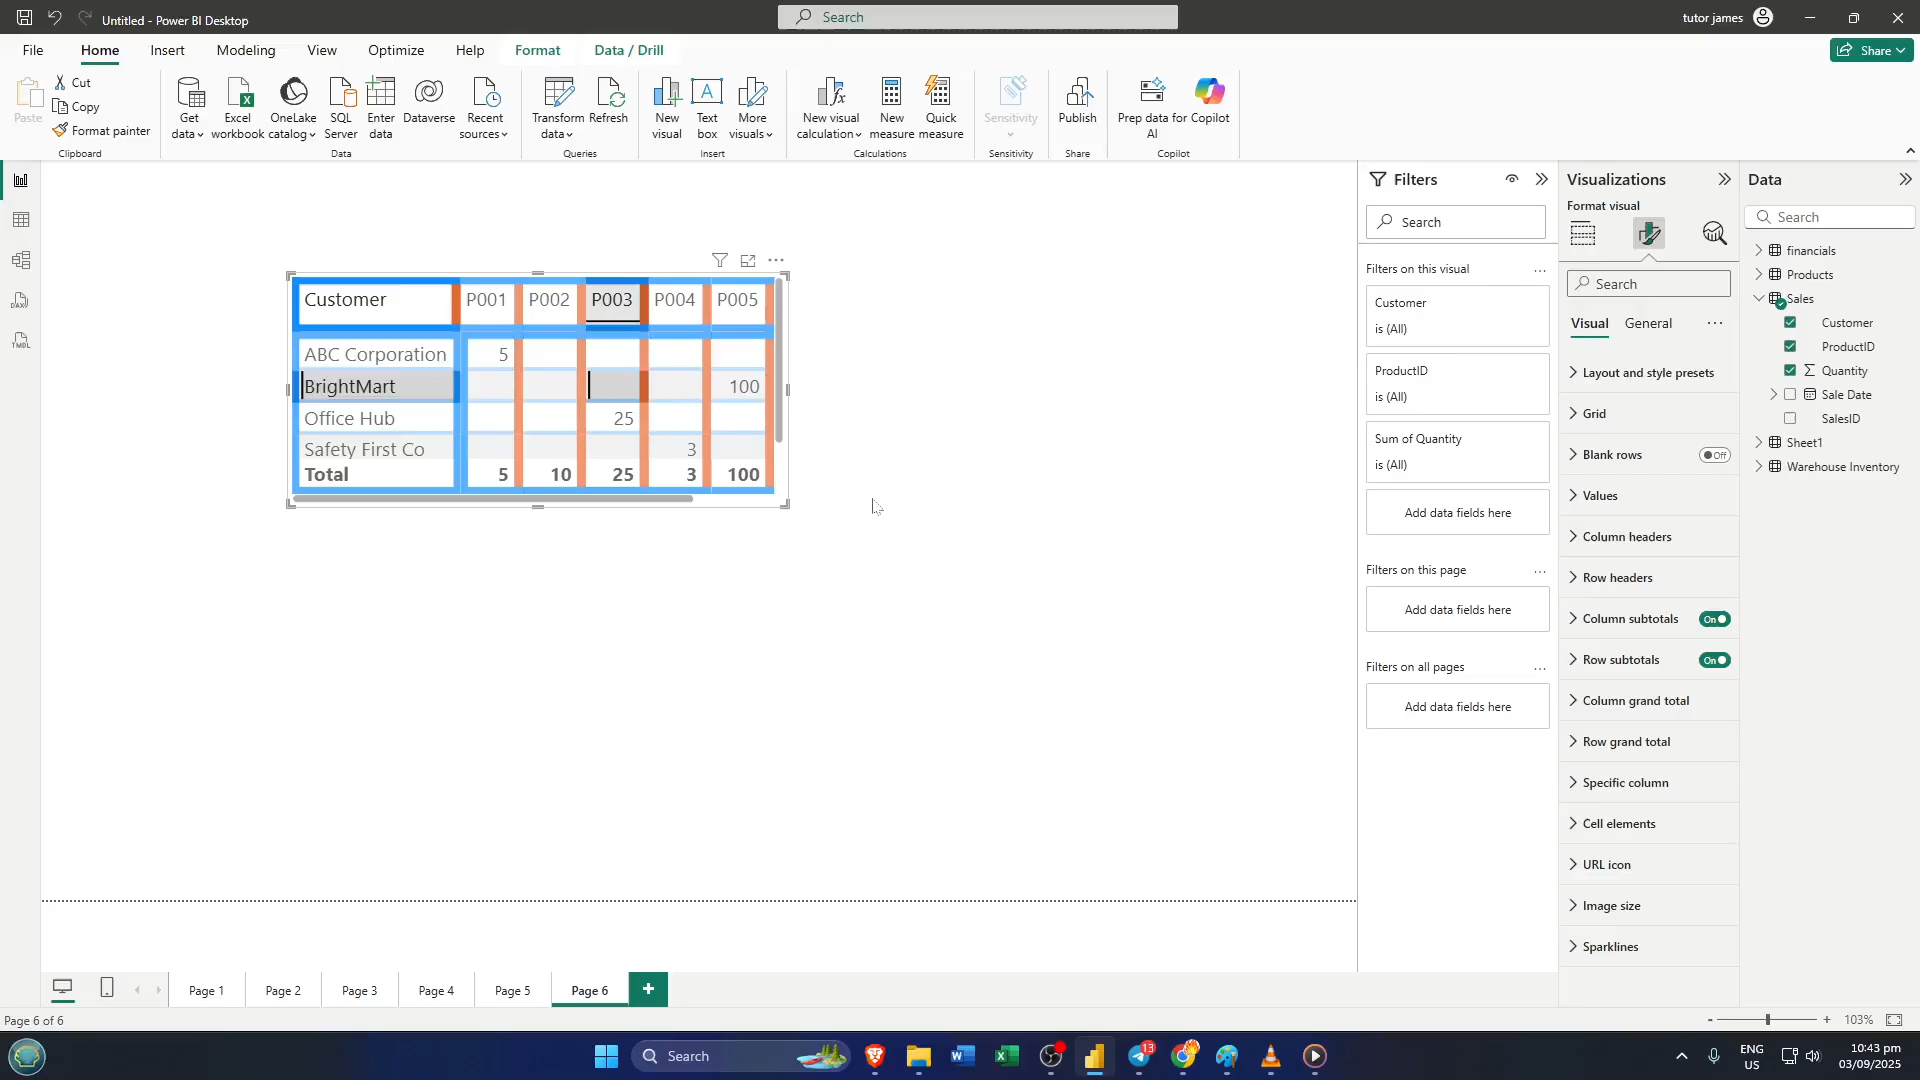 Untitled - Power BI Desktop
Search
tutor james
File
Home
Insert
Modeling
View
Optimize
Help
Format
Data / Drill
Share
Paste
Cut
Copy
Format painter
Clipboard
Get data
Excel workbook
OneLake catalog
SQL Server
Enter data
Dataverse
Recent sources
Data
Transform data
Refresh
Queries
New visual
Text box
More visuals
Insert
New visual calculation
New measure
Quick measure
Calculations
Sensitivity
Sensitivity
Publish
Share
Prep data for AI
Copilot
Copilot
Customer P001 P002 P003 P004 P005
ABC Corporation 5
BrightMart 100
Office Hub 25
Safety First Co 3
Total 5 10 25 3 100
Filters
Search
Filters on this visual
Customer
is (All)
ProductID
is (All)
Sum of Quantity
is (All)
Add data fields here
Filters on this page
Add data fields here
Filters on all pages
Add data fields here
Visualizations
Format visual
Search
Visual
General
Layout and style presets
Grid
Blank rows Off
Values
Column headers
Row headers
Column subtotals On
Row subtotals On
Column grand total
Row grand total
Specific column
Cell elements
URL icon
Image size
Sparklines
Data
Search
financials
Products
Sales
Customer
ProductID
Quantity
Sale Date
SalesID
Sheet1
Warehouse Inventory
DAX
TMDL
Page 1
Page 2
Page 3
Page 4
Page 5
Page 6
Page 6 of 6
103%
Search
13
ENG
US
10:43 pm
03/09/2025